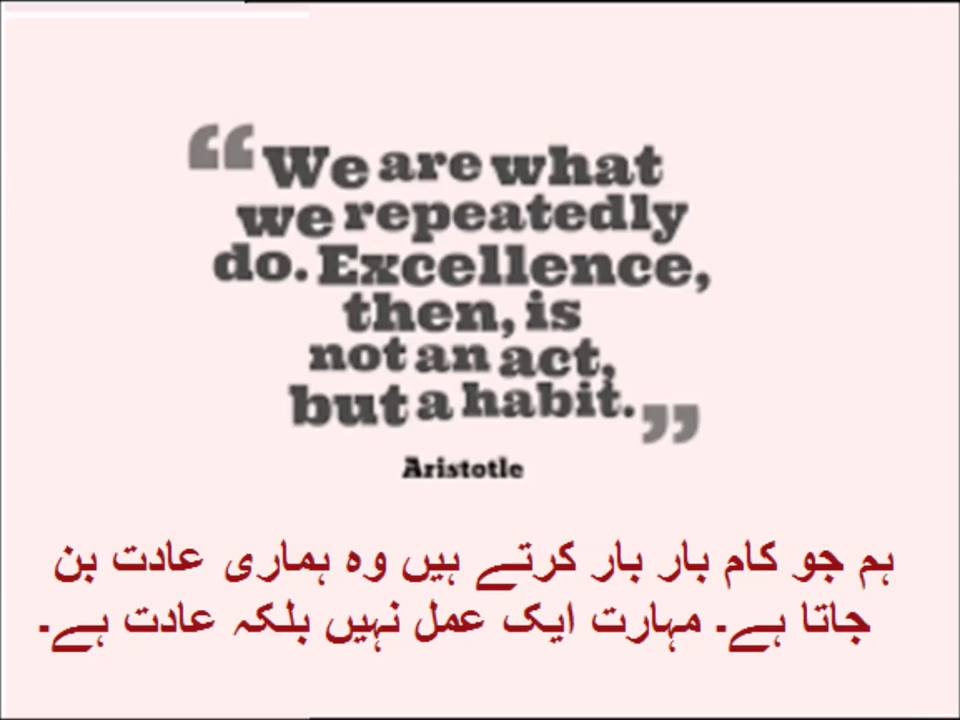 “We are what
we repeatedly
do. Excellence,
then, is
not an act,
but a habit.”
Aristotle
ہم جو کام بار بار کرتے ہیں وہ ہماری عادت بن
جاتا ہے۔ مہارت ایک عمل نہیں بلکہ عادت ہے۔